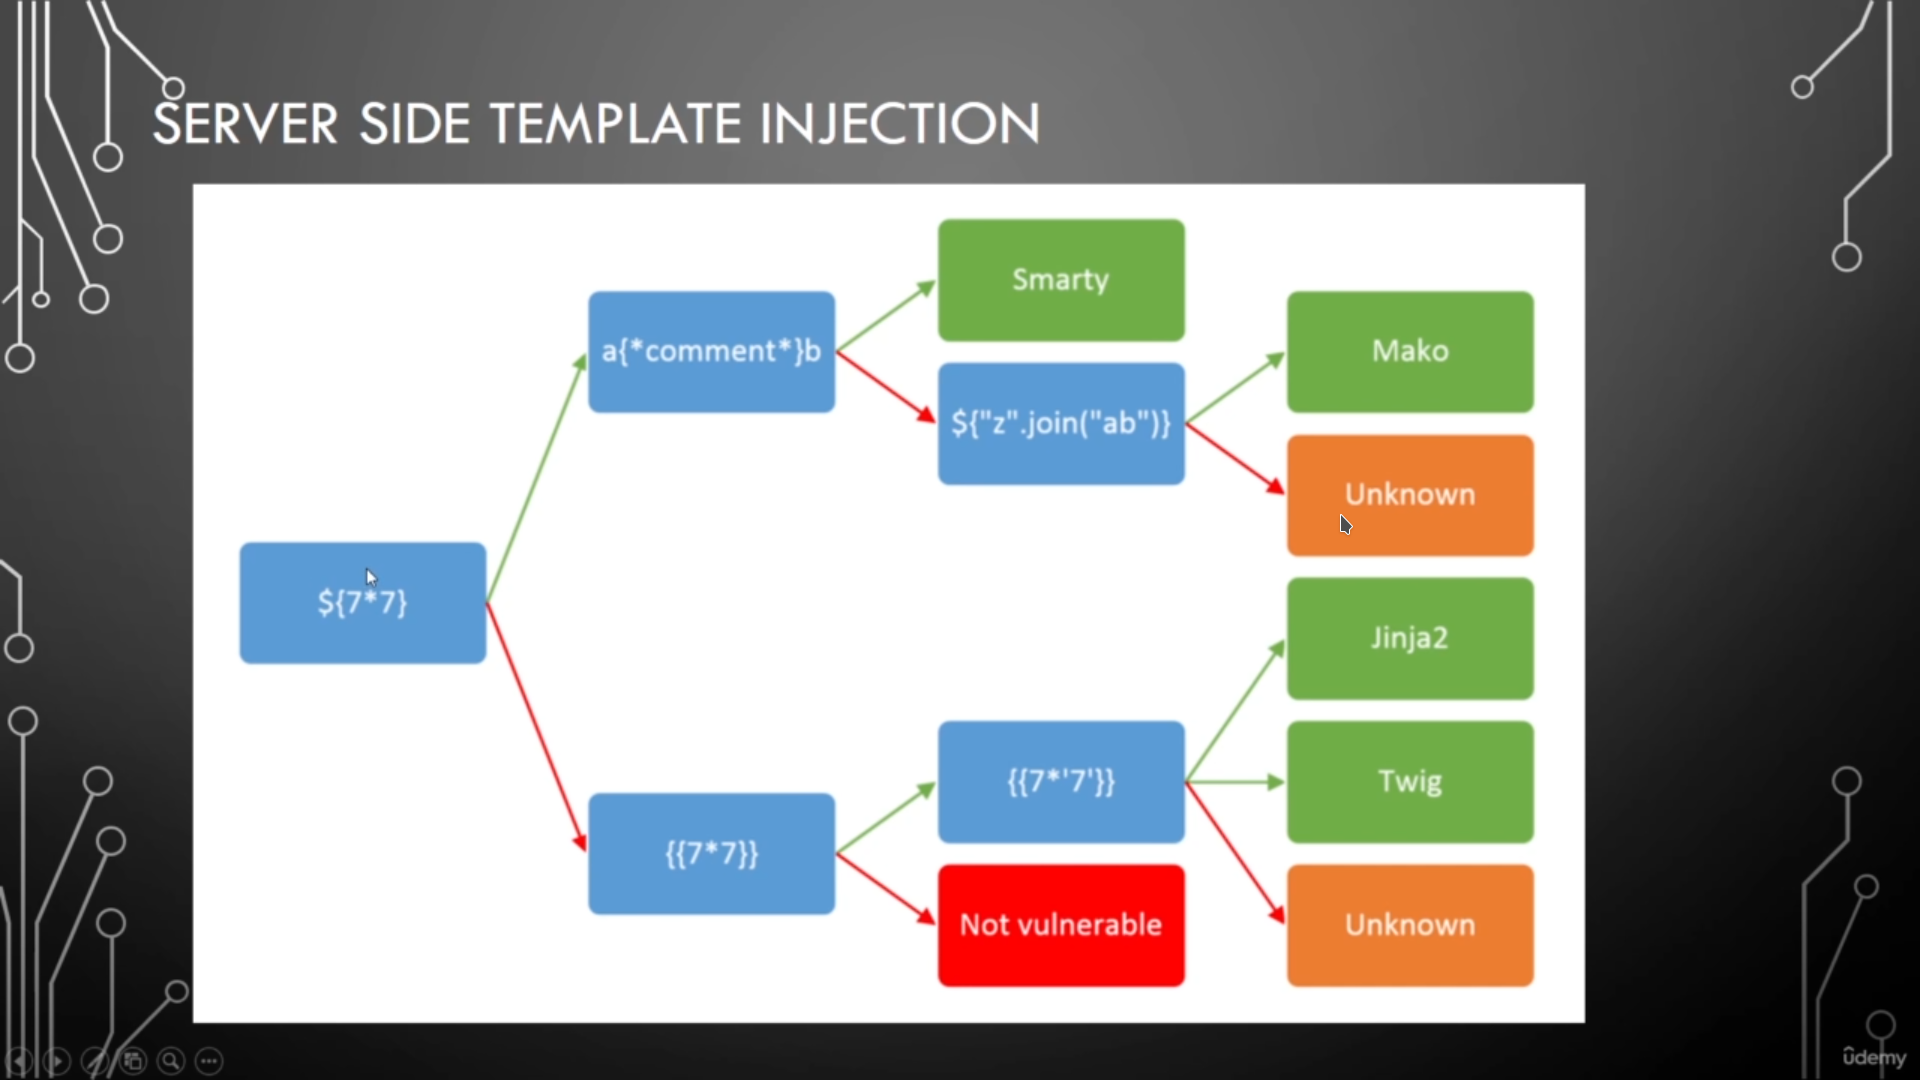 SERVER SIDE TEMPLATE INJECTION
${7*7}
a{*comment*}b
Smarty
${"z".join("ab")}
Mako
Unknown
{{7*7}}
{{7*'7'}}
Not vulnerable
Jinja2
Twig
Unknown
ûdemy